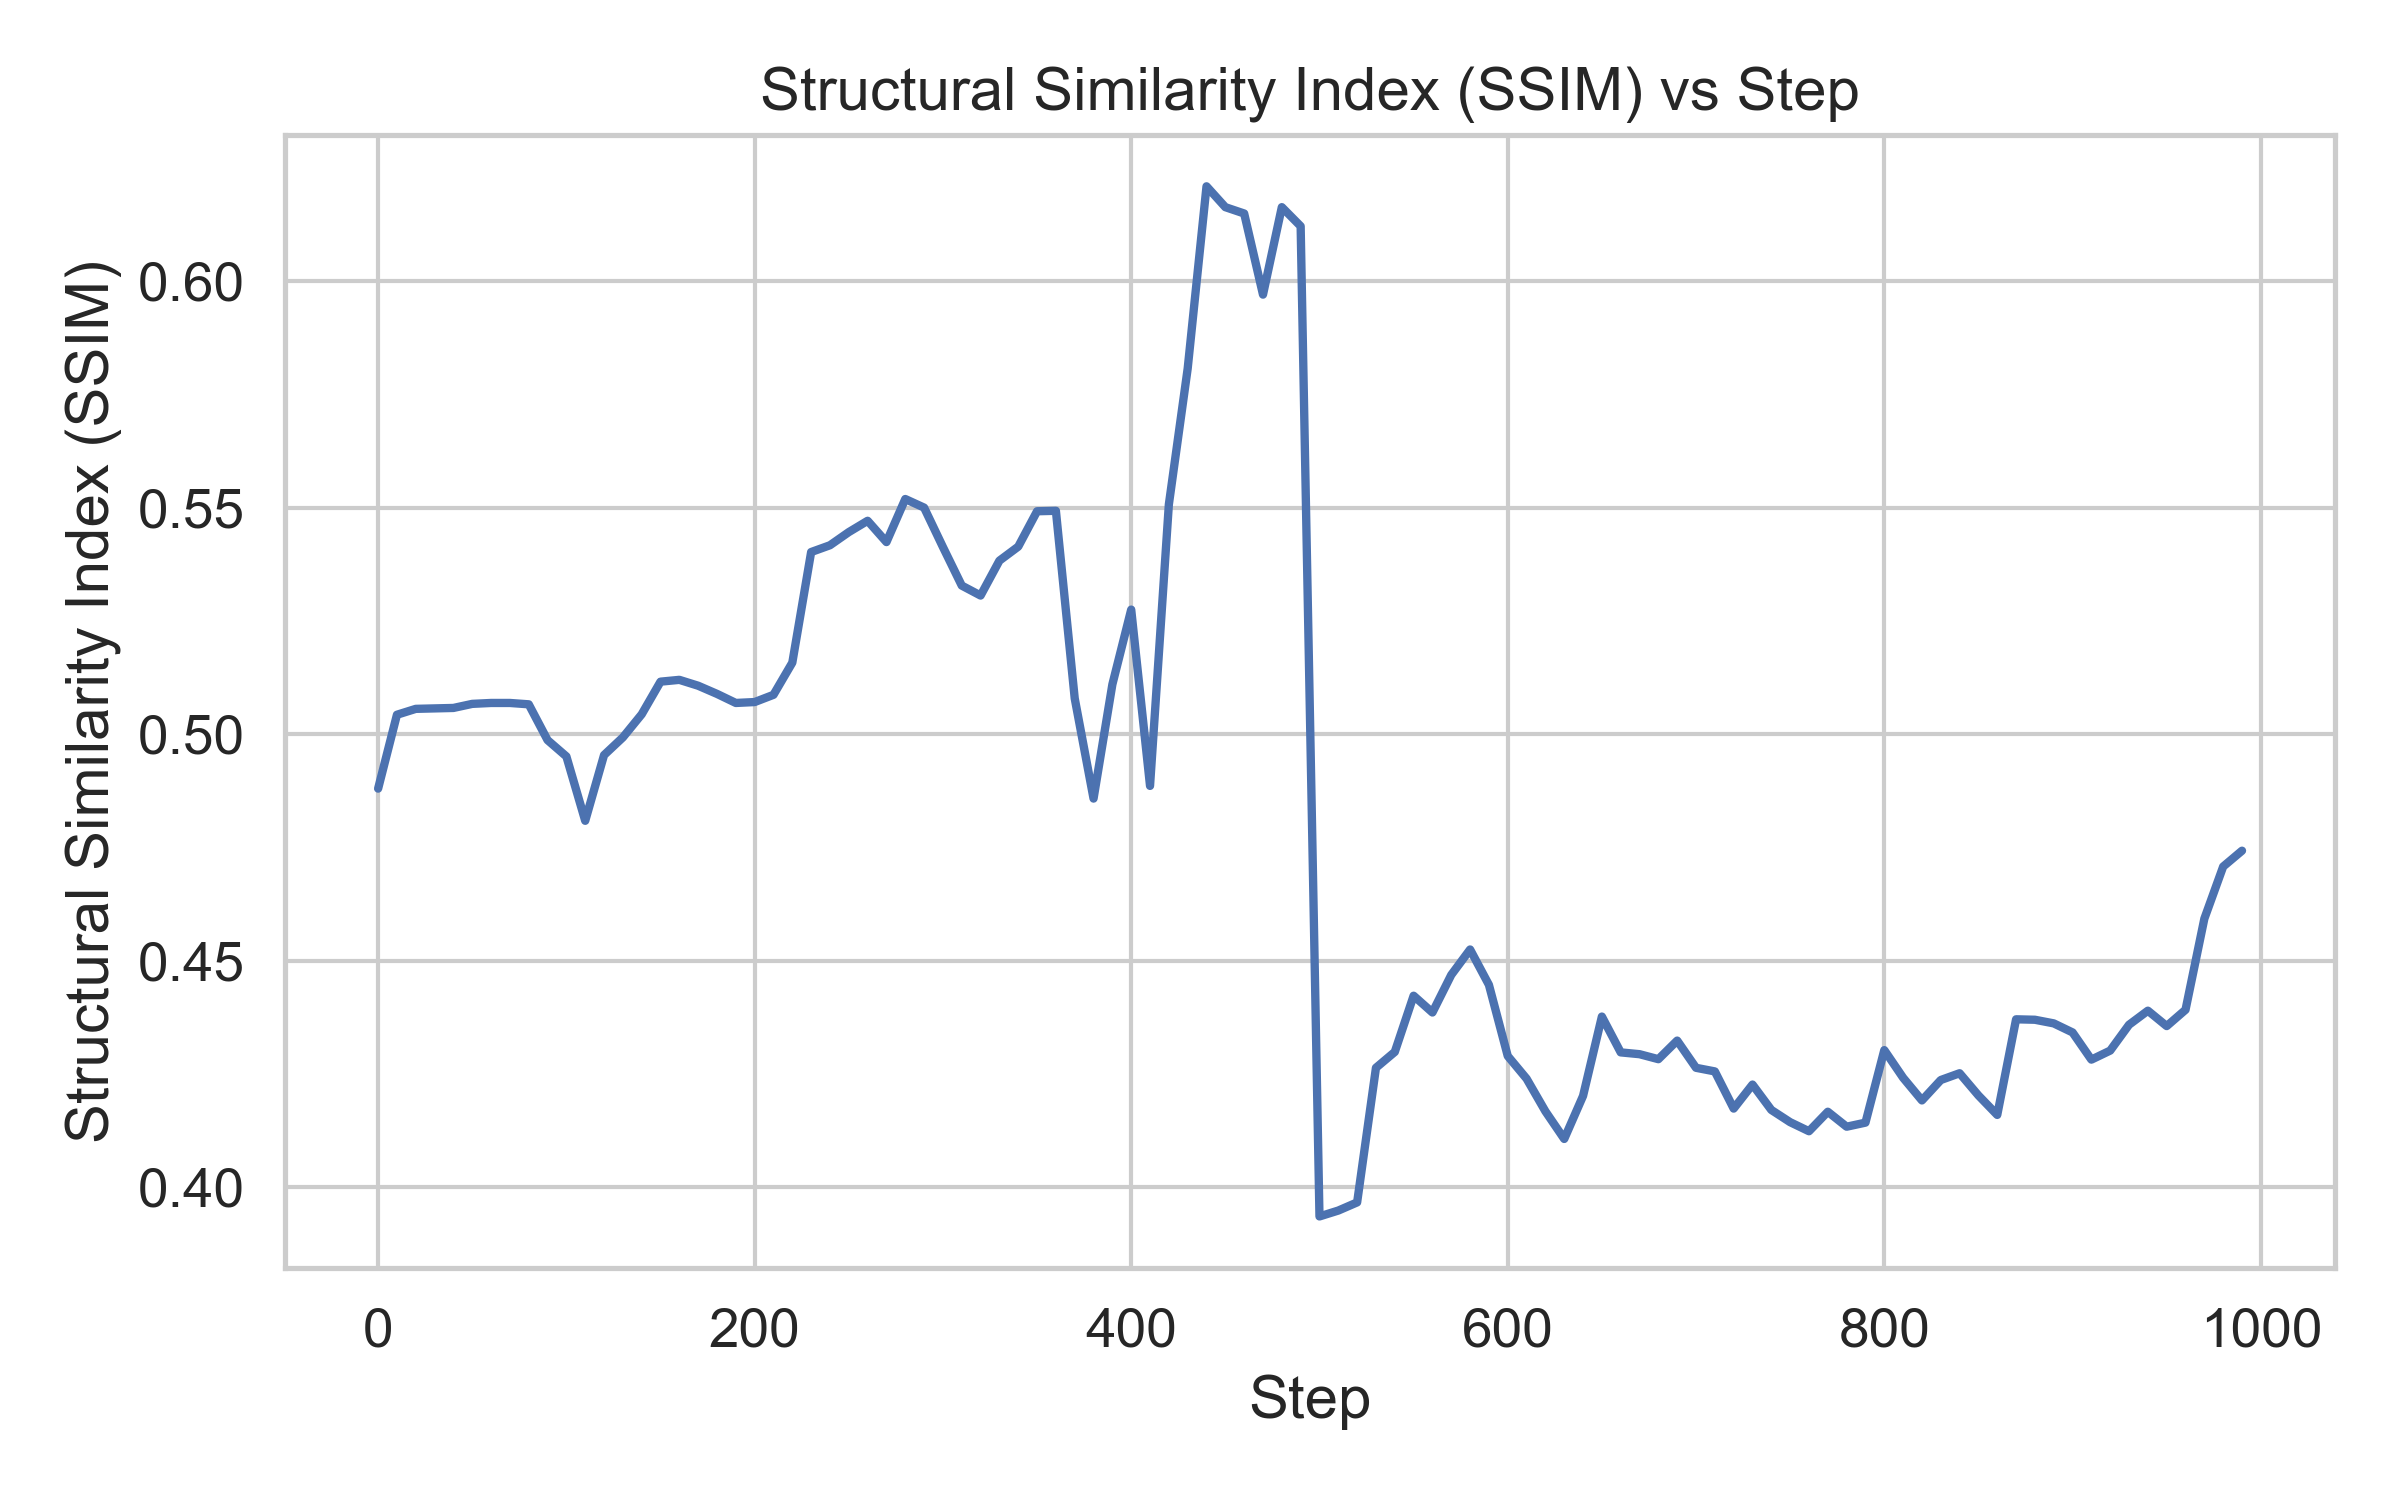 Structural Similarity Index (SSIM) vs Step
Structural Similarity Index (SSIM)
0.60
0.55
0.50
0.45
0.40
0 200 400 600 800 1000
Step